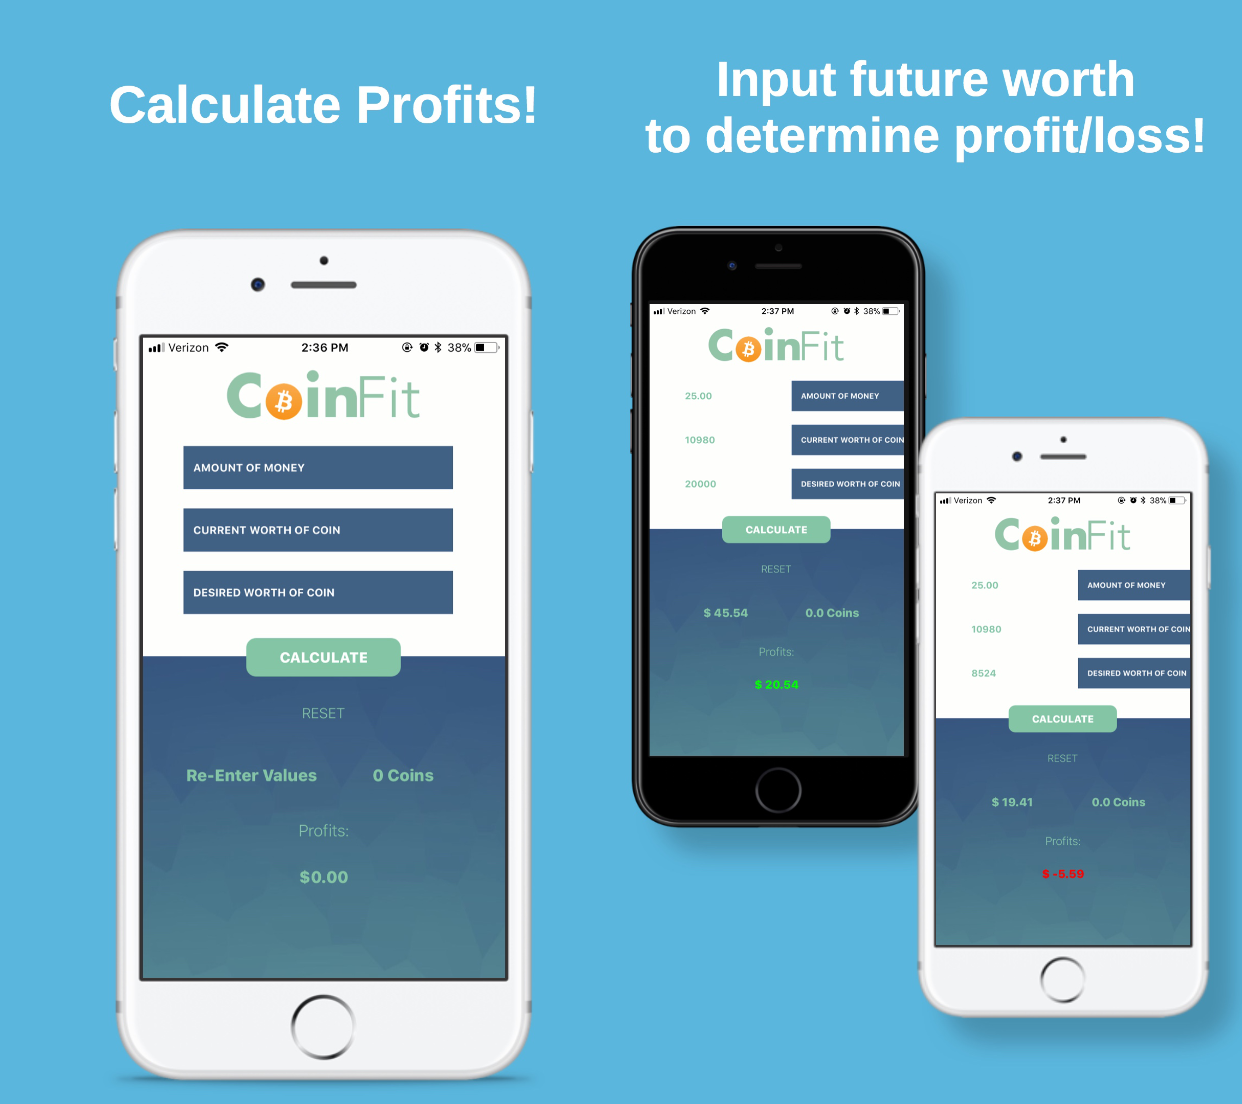 Calculate Profits!
Input future worth
to determine profit/loss!
Verizon 2:36 PM 38%
CoinFit
AMOUNT OF MONEY
CURRENT WORTH OF COIN
DESIRED WORTH OF COIN
CALCULATE
RESET
Re-Enter Values 0 Coins
Profits:
$0.00
Verizon 2:37 PM 38%
CoinFit
25.00 AMOUNT OF MONEY
10980 CURRENT WORTH OF COIN
20000 DESIRED WORTH OF COIN
CALCULATE
RESET
$ 45.54 0.0 Coins
Profits:
$ 20.54
Verizon 2:37 PM 38%
CoinFit
25.00 AMOUNT OF MONEY
10980 CURRENT WORTH OF COIN
8524 DESIRED WORTH OF COIN
CALCULATE
RESET
$ 19.41 0.0 Coins
Profits:
$ -5.59